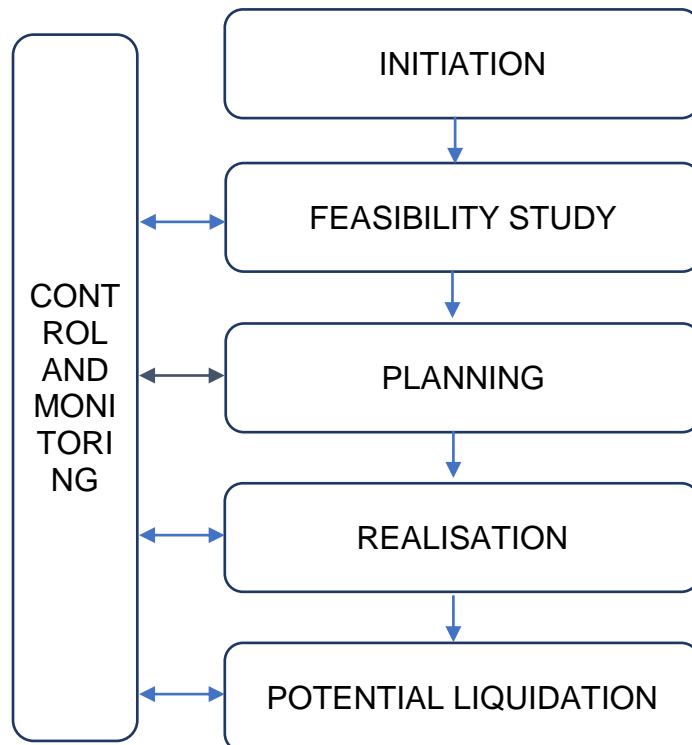 INITIATION
FEASIBILITY STUDY
CONT
ROL
AND
MONI
TORI
NG
PLANNING
REALISATION
POTENTIAL LIQUIDATION